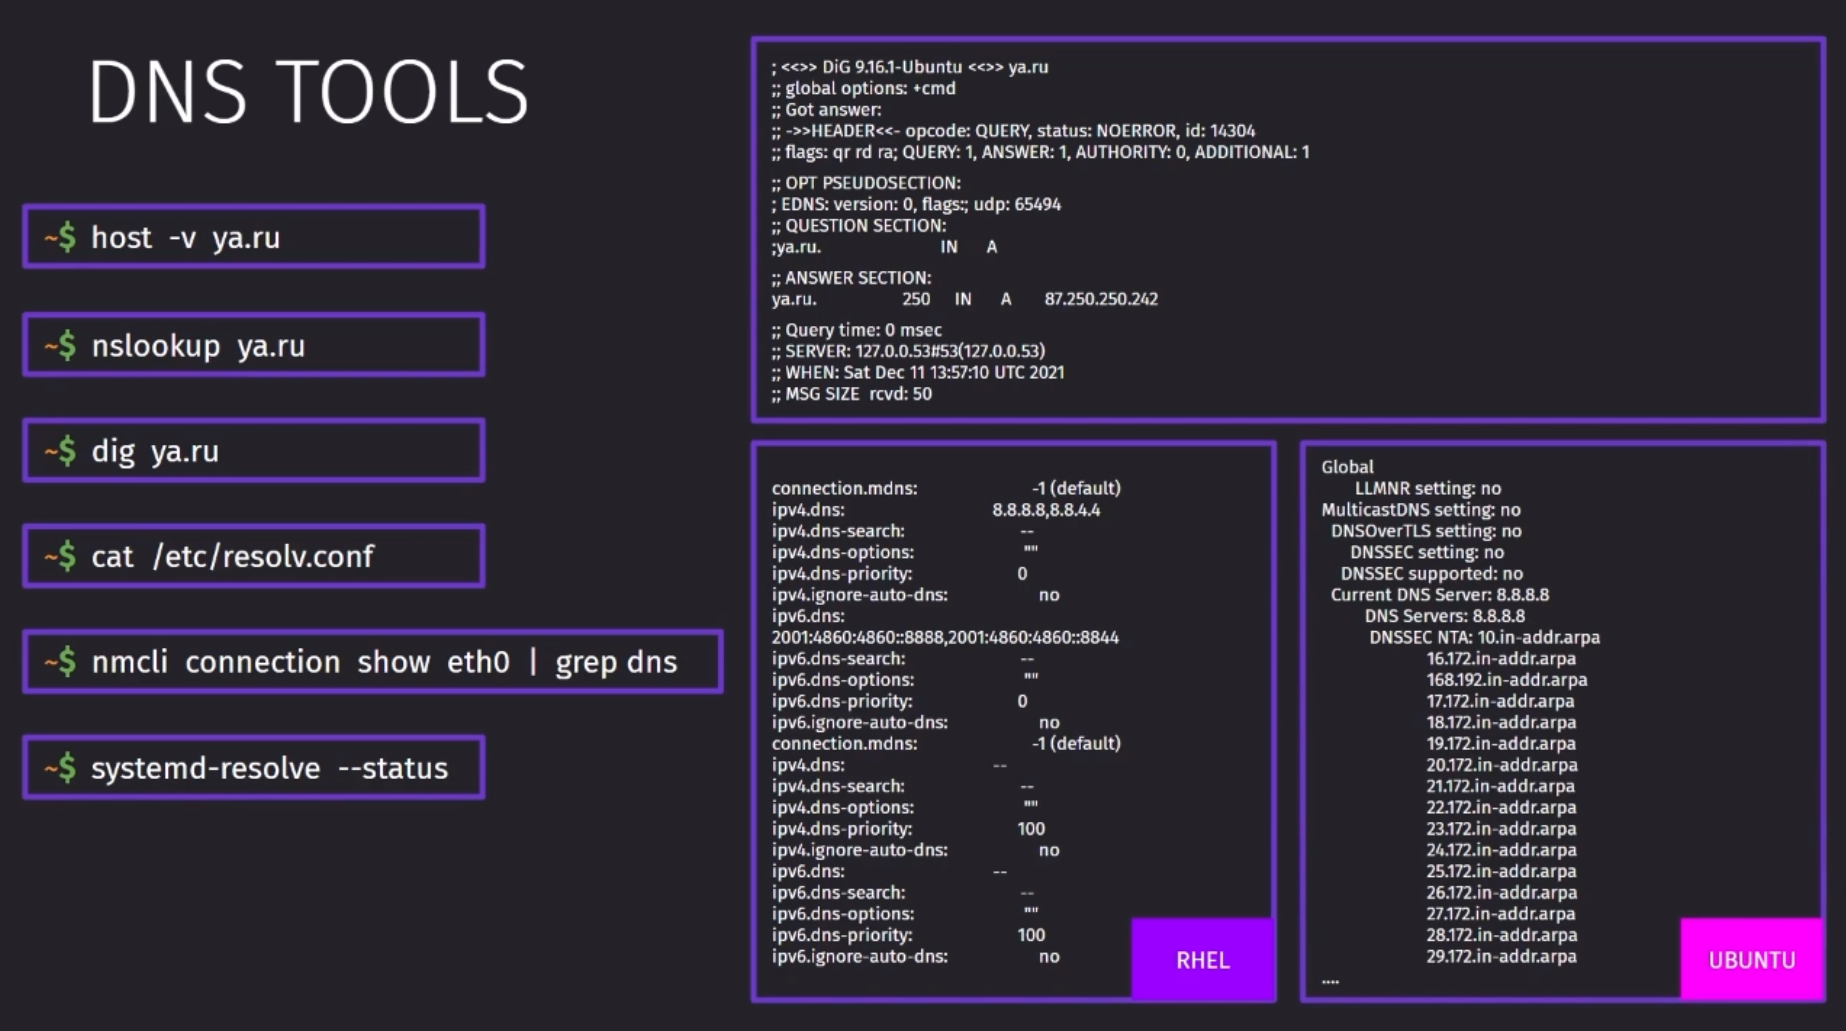 DNS TOOLS
~$ host -v ya.ru
~$ nslookup ya.ru
~$ dig ya.ru
~$ cat /etc/resolv.conf
~$ nmcli connection show eth0 | grep dns
~$ systemd-resolve --status
; <<>> DiG 9.16.1-Ubuntu <<>> ya.ru
;; global options: +cmd
;; Got answer:
;; ->>HEADER<<- opcode: QUERY, status: NOERROR, id: 14304
;; flags: qr rd ra; QUERY: 1, ANSWER: 1, AUTHORITY: 0, ADDITIONAL: 1
;; OPT PSEUDOSECTION:
; EDNS: version: 0, flags:; udp: 65494
;; QUESTION SECTION:
;ya.ru. IN A
;; ANSWER SECTION:
ya.ru. 250 IN A 87.250.250.242
;; Query time: 0 msec
;; SERVER: 127.0.0.53#53(127.0.0.53)
;; WHEN: Sat Dec 11 13:57:10 UTC 2021
;; MSG SIZE rcvd: 50
connection.mdns: -1 (default)
ipv4.dns: 8.8.8.8,8.8.4.4
ipv4.dns-search: --
ipv4.dns-options: ""
ipv4.dns-priority: 0
ipv4.ignore-auto-dns: no
ipv6.dns:
2001:4860:4860::8888,2001:4860:4860::8844
ipv6.dns-search: --
ipv6.dns-options: ""
ipv6.dns-priority: 0
ipv6.ignore-auto-dns: no
connection.mdns: -1 (default)
ipv4.dns: --
ipv4.dns-search: --
ipv4.dns-options: ""
ipv4.dns-priority: 100
ipv4.ignore-auto-dns: no
ipv6.dns: --
ipv6.dns-search: --
ipv6.dns-options: ""
ipv6.dns-priority: 100
ipv6.ignore-auto-dns: no
RHEL
Global
LLMNR setting: no
MulticastDNS setting: no
DNSOverTLS setting: no
DNSSEC setting: no
DNSSEC supported: no
Current DNS Server: 8.8.8.8
DNS Servers: 8.8.8.8
DNSSEC NTA: 10.in-addr.arpa
16.172.in-addr.arpa
168.192.in-addr.arpa
17.172.in-addr.arpa
18.172.in-addr.arpa
19.172.in-addr.arpa
20.172.in-addr.arpa
21.172.in-addr.arpa
22.172.in-addr.arpa
23.172.in-addr.arpa
24.172.in-addr.arpa
25.172.in-addr.arpa
26.172.in-addr.arpa
27.172.in-addr.arpa
28.172.in-addr.arpa
29.172.in-addr.arpa
....
UBUNTU